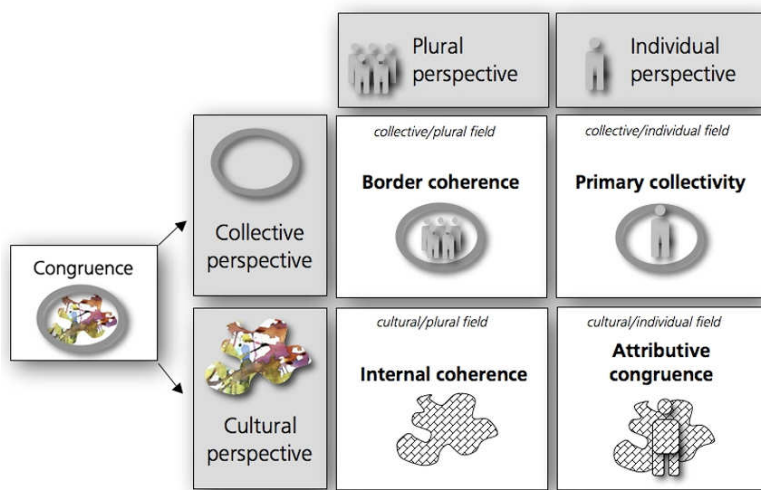 Plural
perspective
Individual
perspective
collective/plural field
collective/individual field
Border coherence
Primary collectivity
Collective
perspective
Congruence
cultural/plural field
cultural/individual field
Internal coherence
Attributive
congruence
Cultural
perspective